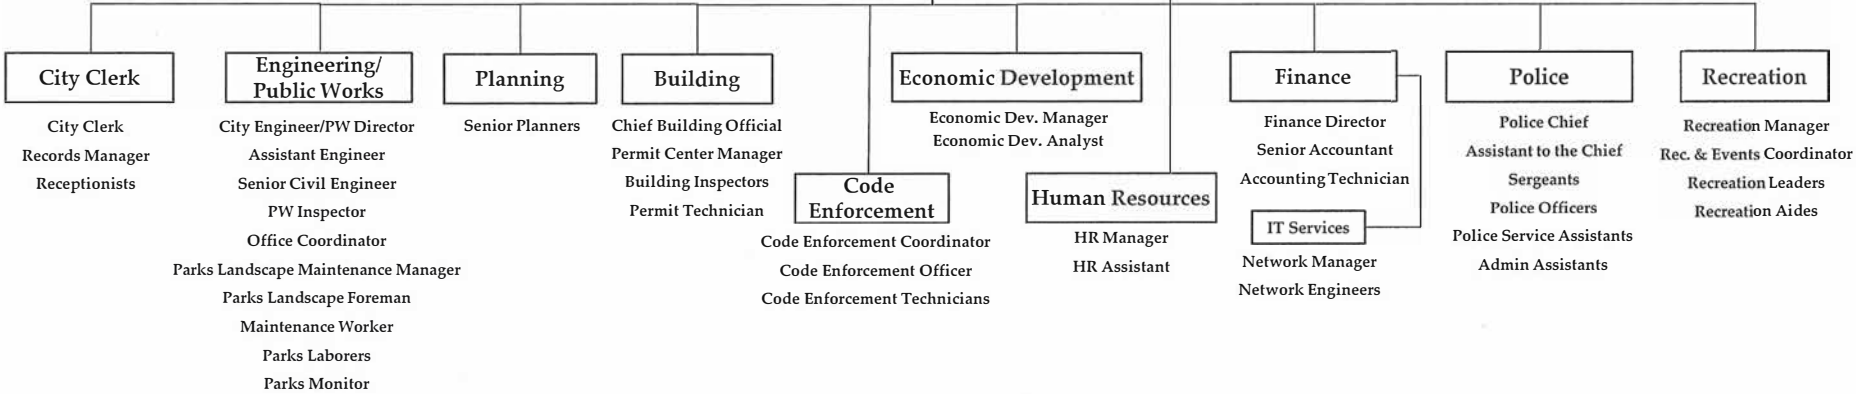 City Clerk
City Clerk
Records Manager
Receptionists
Engineering/
Public Works
City Engineer/PW Director
Assistant Engineer
Senior Civil Engineer
PW Inspector
Office Coordinator
Parks Landscape Maintenance Manager
Parks Landscape Foreman
Maintenance Worker
Parks Laborers
Parks Monitor
Planning
Senior Planners
Building
Chief Building Official
Permit Center Manager
Building Inspectors
Permit Technician
Code
Enforcement
Code Enforcement Coordinator
Code Enforcement Officer
Code Enforcement Technicians
Economic Development
Economic Dev. Manager
Economic Dev. Analyst
Human Resources
HR Manager
HR Assistant
Finance
Finance Director
Senior Accountant
Accounting Technician
IT Services
Network Manager
Network Engineers
Police
Police Chief
Assistant to the Chief
Sergeants
Police Officers
Police Service Assistants
Admin Assistants
Recreation
Recreation Manager
Rec. & Events Coordinator
Recreation Leaders
Recreation Aides